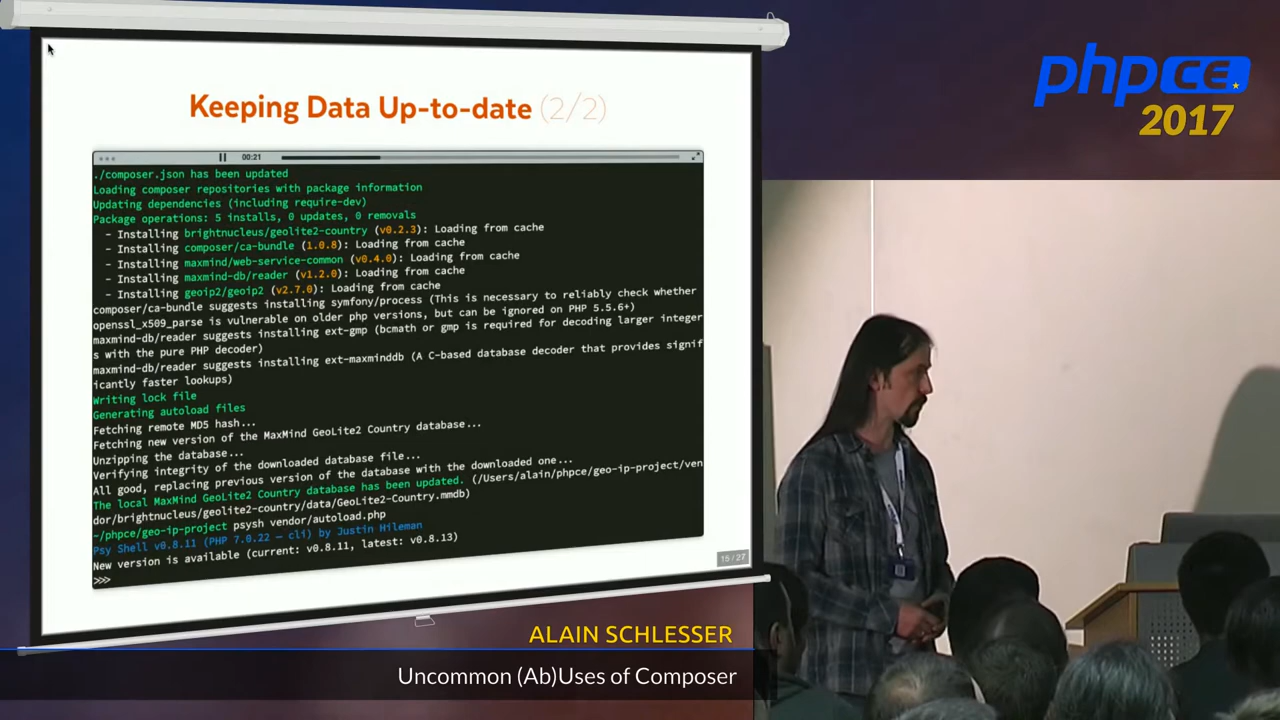 Keeping Data Up-to-date (2/2)
00:21
./composer.json has been updated
Loading composer repositories with package information
Updating dependencies (including require-dev)
Package operations: 5 installs, 0 updates, 0 removals
- Installing brightnucleus/geolite2-country (v0.2.3): Loading from cache
- Installing composer/ca-bundle (1.0.8): Loading from cache
- Installing maxmind/web-service-common (v0.4.0): Loading from cache
- Installing maxmind-db/reader (v1.2.0): Loading from cache
- Installing geoip2/geoip2 (v2.7.0): Loading from cache
composer/ca-bundle suggests installing symfony/process (This is necessary to reliably check whether
openssl_x509_parse is vulnerable on older php versions, but can be ignored on PHP 5.5.6+)
maxmind-db/reader suggests installing ext-gmp (bcmath or gmp is required for decoding larger integer
s with the pure PHP decoder)
maxmind-db/reader suggests installing ext-maxminddb (A C-based database decoder that provides signif
icantly faster lookups)
Writing lock file
Generating autoload files
Fetching remote MD5 hash...
Fetching new version of the MaxMind GeoLite2 Country database...
Unzipping the database...
Verifying integrity of the downloaded database file...
All good, replacing previous version of the database with the downloaded one...
The local MaxMind GeoLite2 Country database has been updated. (/Users/alain/phpce/geo-ip-project/ven
dor/brightnucleus/geolite2-country/data/GeoLite2-Country.mmdb)
~/phpce/geo-ip-project psysh vendor/autoload.php
Psy Shell v0.8.11 (PHP 7.0.22 — cli) by Justin Hileman
New version is available (current: v0.8.11, latest: v0.8.13)
>>>
15 / 27
phpCE
2017
ALAIN SCHLESSER
Uncommon (Ab)Uses of Composer